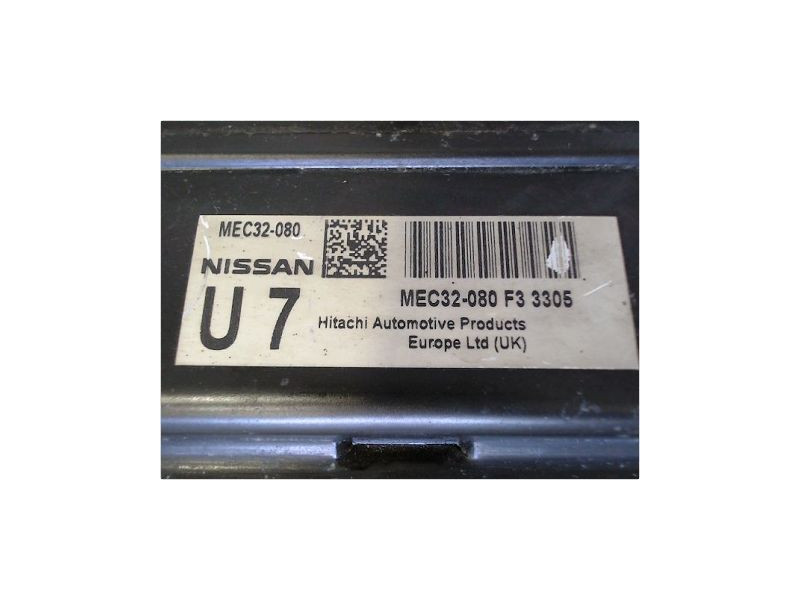 MEC32-080
NISSAN
U 7
MEC32-080 F3 3305
Hitachi Automotive Products
Europe Ltd (UK)